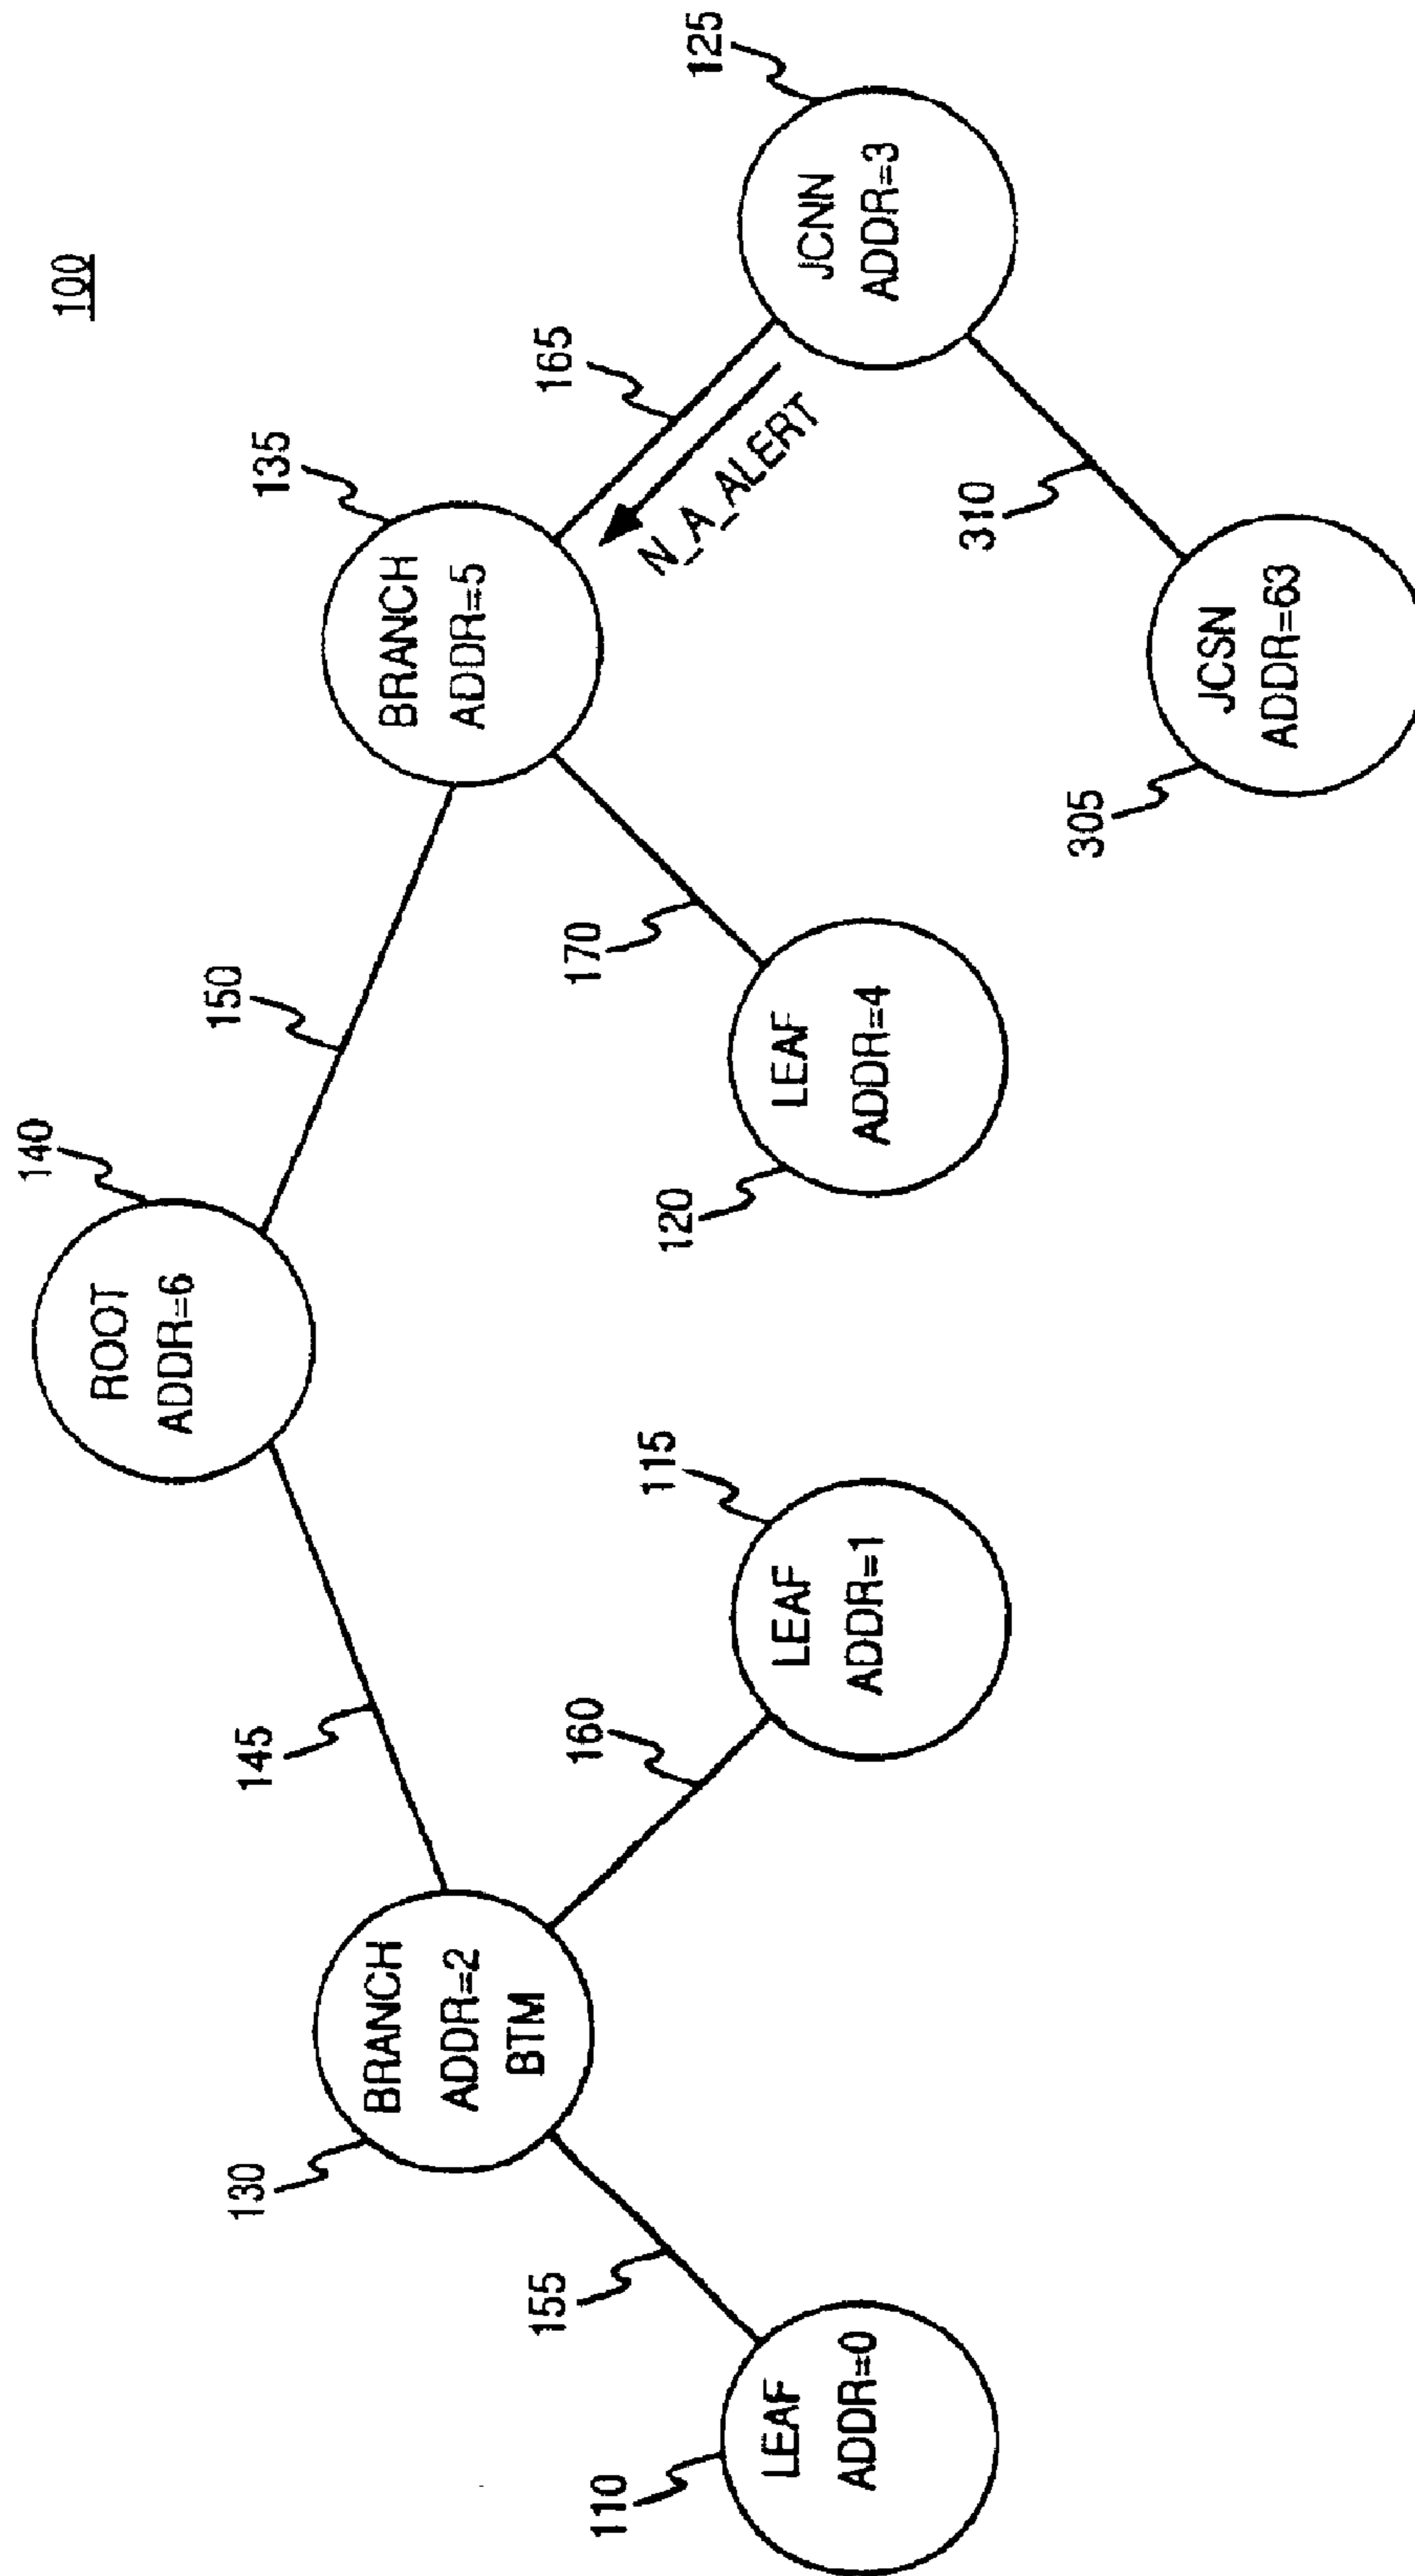 100
140
ROOT
ADDR=6
145
150
130
BRANCH
ADDR=2
BTM
135
BRANCH
ADDR=5
155
160
170
165
N_A_ALERT
110
LEAF
ADDR=0
115
LEAF
ADDR=1
120
LEAF
ADDR=4
125
JCNN
ADDR=3
310
305
JCSN
ADDR=63